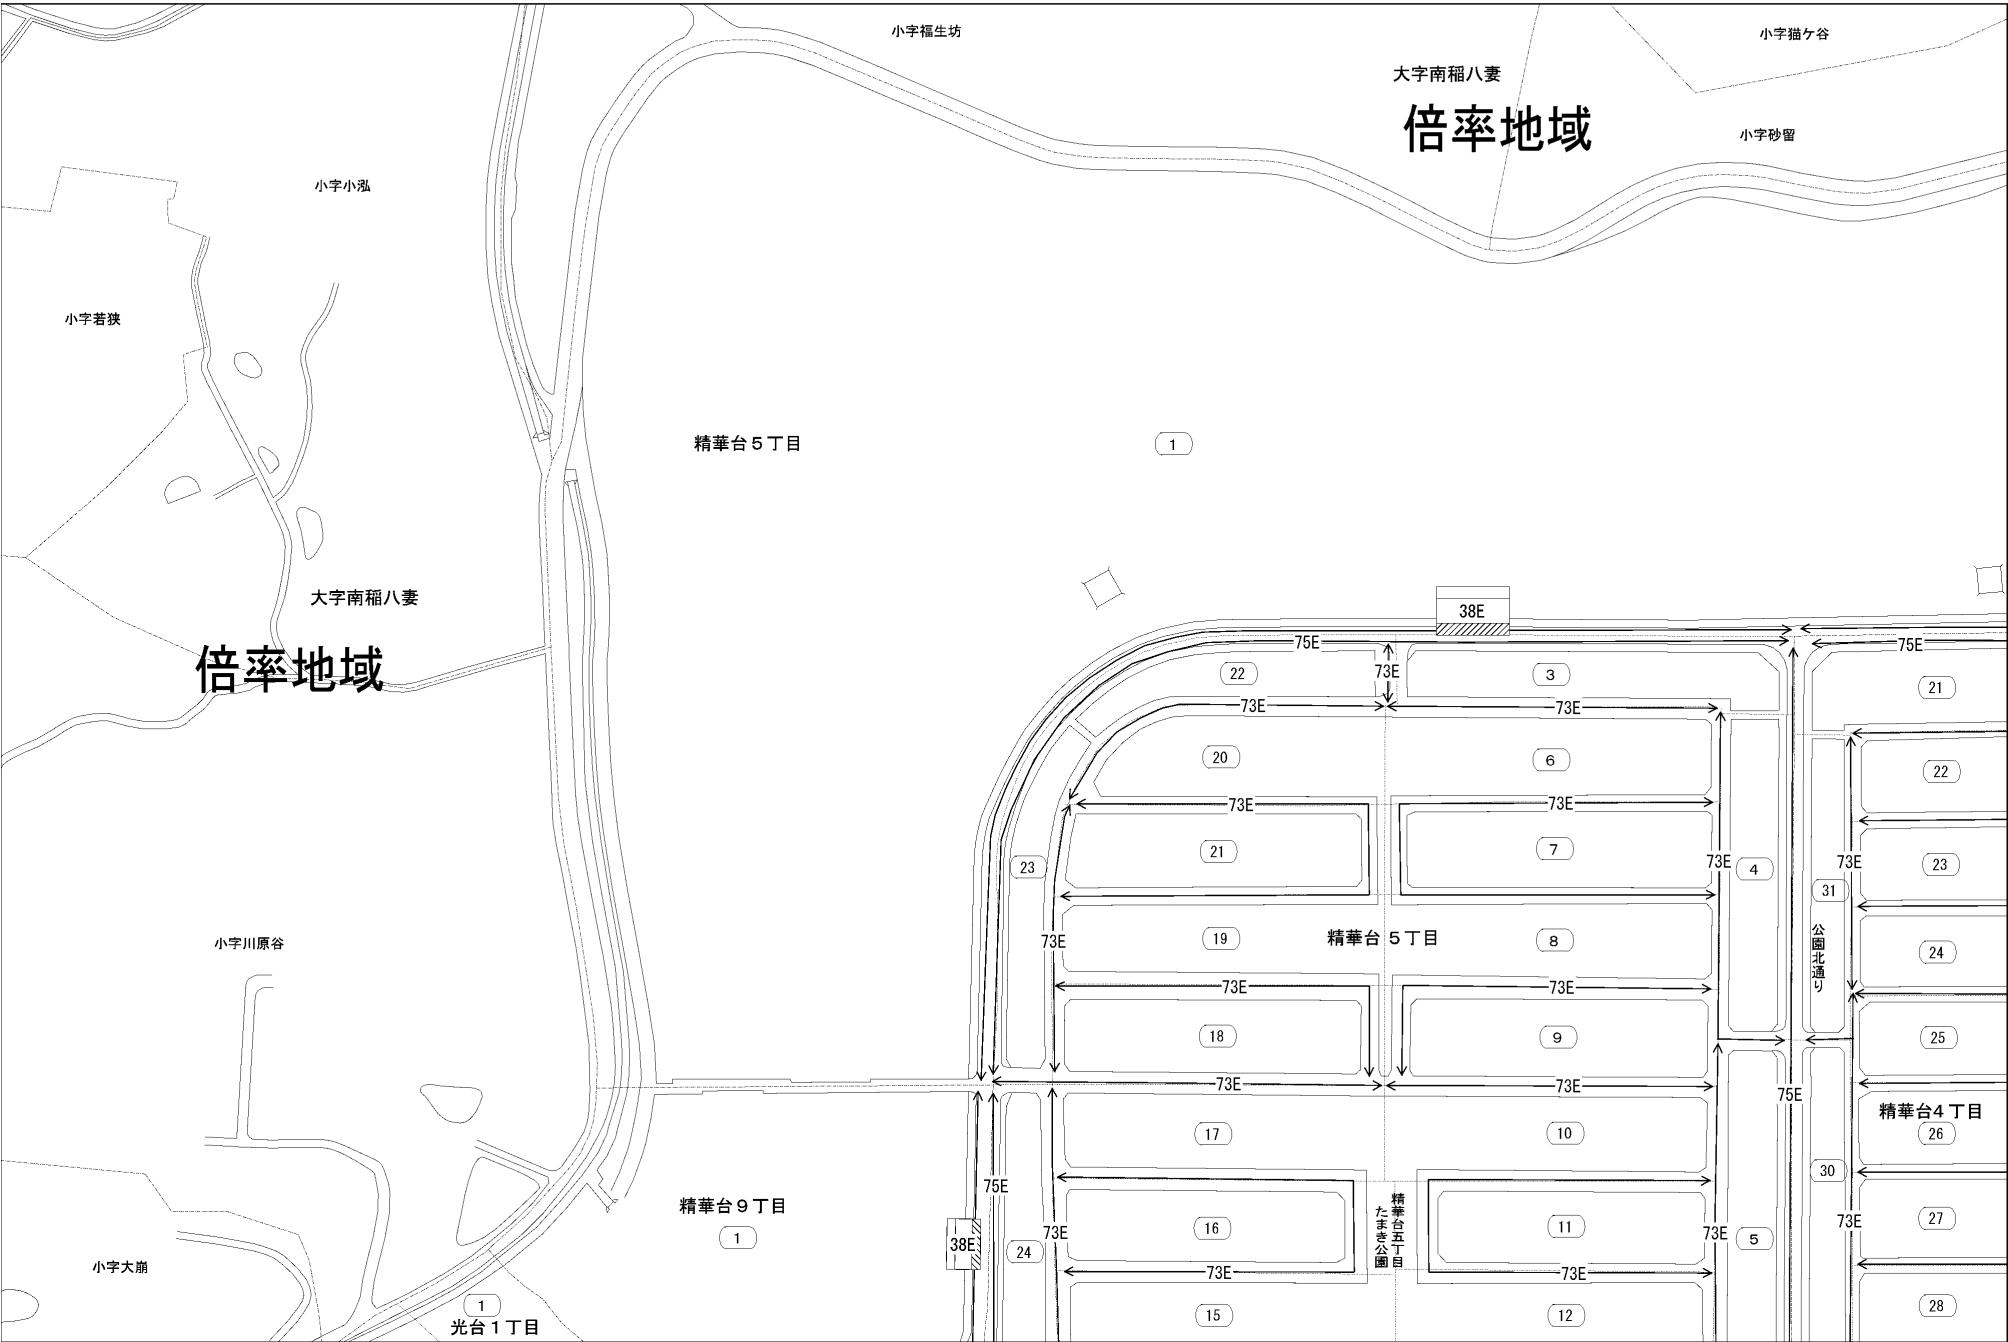 小字福生坊
小字猫ケ谷
大字南稲八妻
倍率地域
小字砂留
小字小泓
小字若狭
精華台５丁目
1
大字南稲八妻
倍率地域
38E
75E
75E
73E
22
3
21
73E
73E
20
6
22
73E
73E
21
7
73E
4
73E
23
23
31
19
精華台 ５丁目
8
73E
小字川原谷
公園北通り
24
73E
73E
18
9
25
73E
73E
75E
精華台４丁目
17
10
26
75E
30
精華台９丁目
1
精華台五丁目
たまき公園
16
11
27
73E
73E
5
73E
38E
24
小字大崩
73E
73E
1
光台１丁目
15
12
28